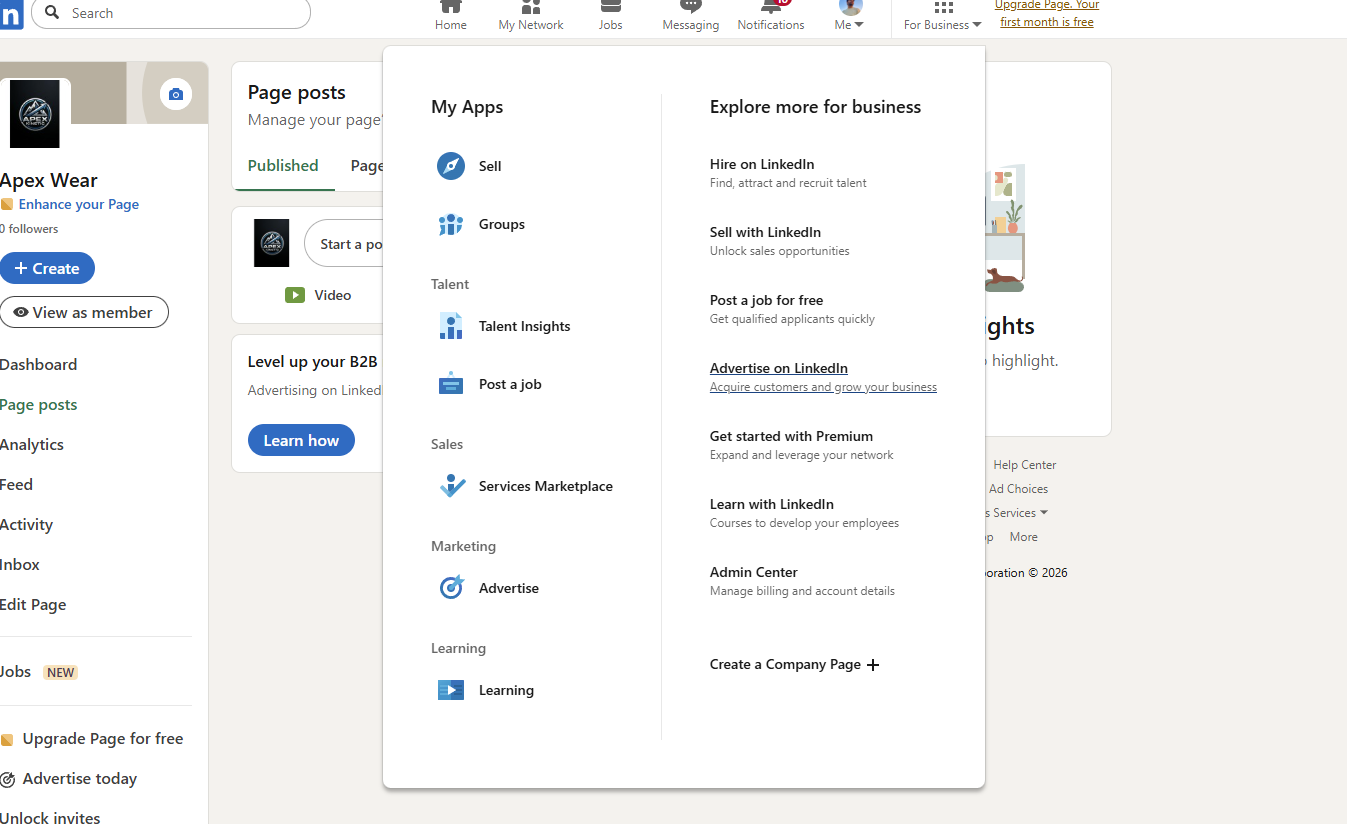 Search
Home
My Network
Jobs
Messaging
Notifications
Me
For Business
Upgrade Page. Your
first month is free
APEX
KINETIC
Apex Wear
Enhance your Page
0 followers
+ Create
View as member
Dashboard
Page posts
Analytics
Feed
Activity
Inbox
Edit Page
Jobs NEW
Upgrade Page for free
Advertise today
Unlock invites
Page posts
Manage your page'
Published
Page
Start a po
Video
Level up your B2B
Advertising on Linked
Learn how
My Apps
Sell
Groups
Talent
Talent Insights
Post a job
Sales
Services Marketplace
Marketing
Advertise
Learning
Learning
Explore more for business
Hire on LinkedIn
Find, attract and recruit talent
Sell with LinkedIn
Unlock sales opportunities
Post a job for free
Get qualified applicants quickly
Advertise on LinkedIn
Acquire customers and grow your business
Get started with Premium
Expand and leverage your network
Learn with LinkedIn
Courses to develop your employees
Admin Center
Manage billing and account details
Create a Company Page +
ights
highlight.
Help Center
Ad Choices
s Services
pp More
poration © 2026